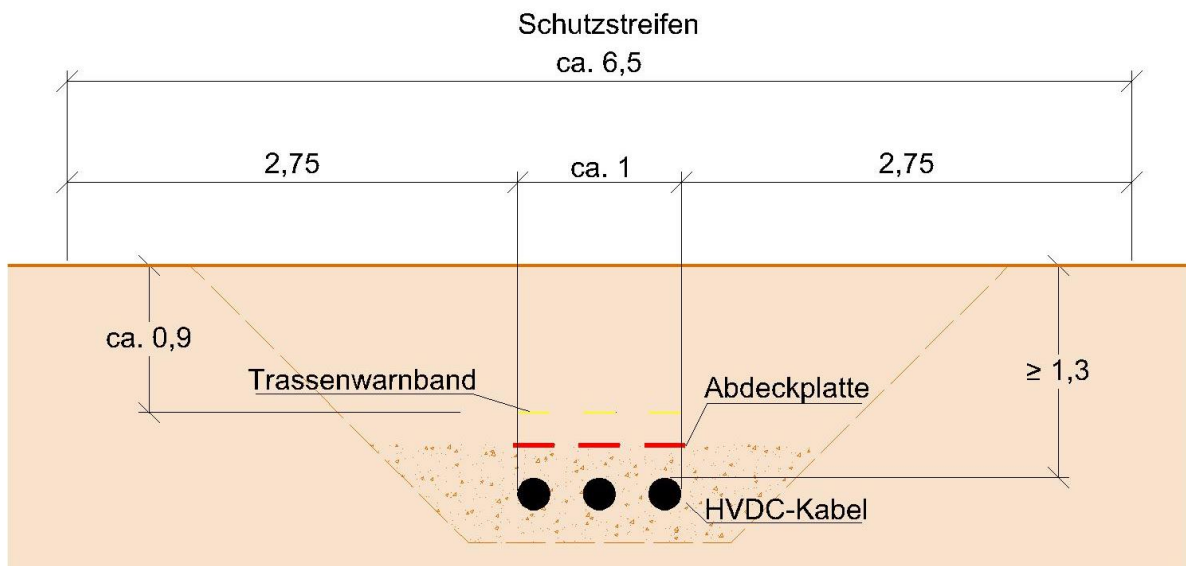 Schutzstreifen
ca. 6,5
2,75
ca. 1
2,75
ca. 0,9
Trassenwarnband
Abdeckplatte
≥ 1,3
HVDC-Kabel